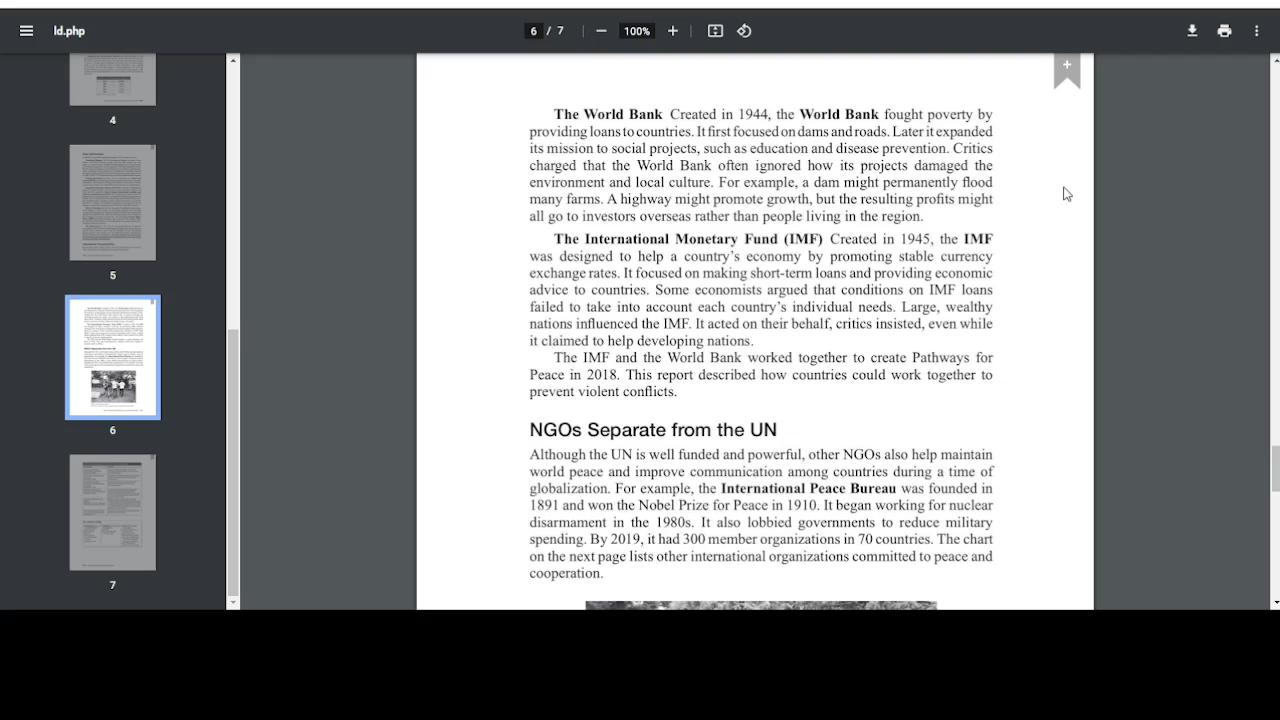 ld.php
6 / 7
100%
4
5
6
7
The World Bank Created in 1944, the World Bank fought poverty by
providing loans to countries. It first focused on dams and roads. Later it expanded
its mission to social projects, such as education and disease prevention. Critics
charged that the World Bank often ignored how its projects damaged the
environment and local culture. For example, a dam might permanently flood
many farms. A highway might promote growth, but the resulting profits might
all go to investors overseas rather than people living in the region.
The International Monetary Fund (IMF) Created in 1945, the IMF
was designed to help a country's economy by promoting stable currency
exchange rates. It focused on making short-term loans and providing economic
advice to countries. Some economists argued that conditions on IMF loans
failed to take into account each country's individual needs. Large, wealthy
nations influenced the IMF. It acted on their behalf, critics insisted, even while
it claimed to help developing nations.
The IMF and the World Bank worked together to create Pathways for
Peace in 2018. This report described how countries could work together to
prevent violent conflicts.
NGOs Separate from the UN
Although the UN is well funded and powerful, other NGOs also help maintain
world peace and improve communication among countries during a time of
globalization. For example, the International Peace Bureau was founded in
1891 and won the Nobel Prize for Peace in 1910. It began working for nuclear
disarmament in the 1980s. It also lobbied governments to reduce military
spending. By 2019, it had 300 member organizations in 70 countries. The chart
on the next page lists other international organizations committed to peace and
cooperation.